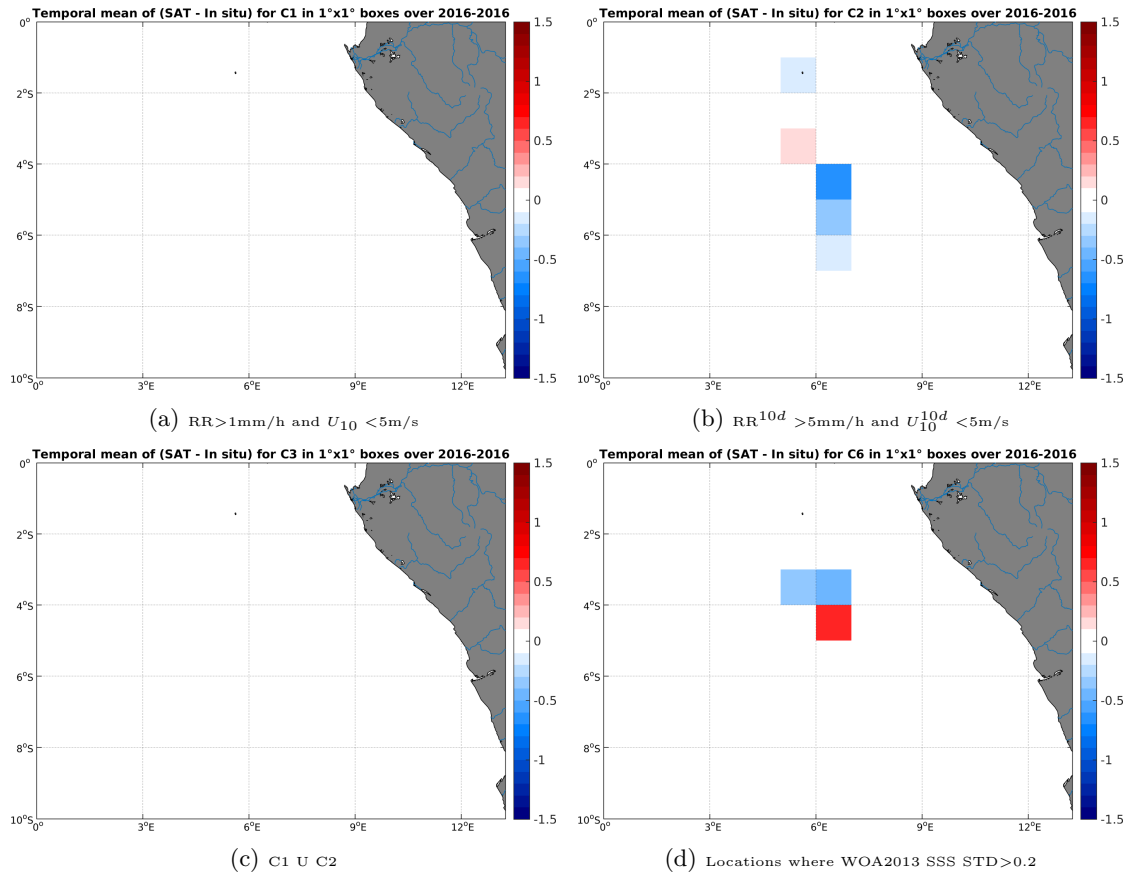 Temporal mean of (SAT - In situ) for C1 in 1°x1° boxes over 2016-2016
0°
2°S
4°S
6°S
8°S
10°S
0°
3°E
6°E
9°E
12°E
1.5
1
0.5
0
-0.5
-1
-1.5
(a) RR>1mm/h and U10 <5m/s
Temporal mean of (SAT - In situ) for C2 in 1°x1° boxes over 2016-2016
0°
2°S
4°S
6°S
8°S
10°S
0°
3°E
6°E
9°E
12°E
1.5
1
0.5
0
-0.5
-1
-1.5
(b) RR^10d >5mm/h and U10^10d <5m/s
Temporal mean of (SAT - In situ) for C3 in 1°x1° boxes over 2016-2016
0°
2°S
4°S
6°S
8°S
10°S
0°
3°E
6°E
9°E
12°E
1.5
1
0.5
0
-0.5
-1
-1.5
(c) C1 U C2
Temporal mean of (SAT - In situ) for C6 in 1°x1° boxes over 2016-2016
0°
2°S
4°S
6°S
8°S
10°S
0°
3°E
6°E
9°E
12°E
1.5
1
0.5
0
-0.5
-1
-1.5
(d) Locations where WOA2013 SSS STD>0.2